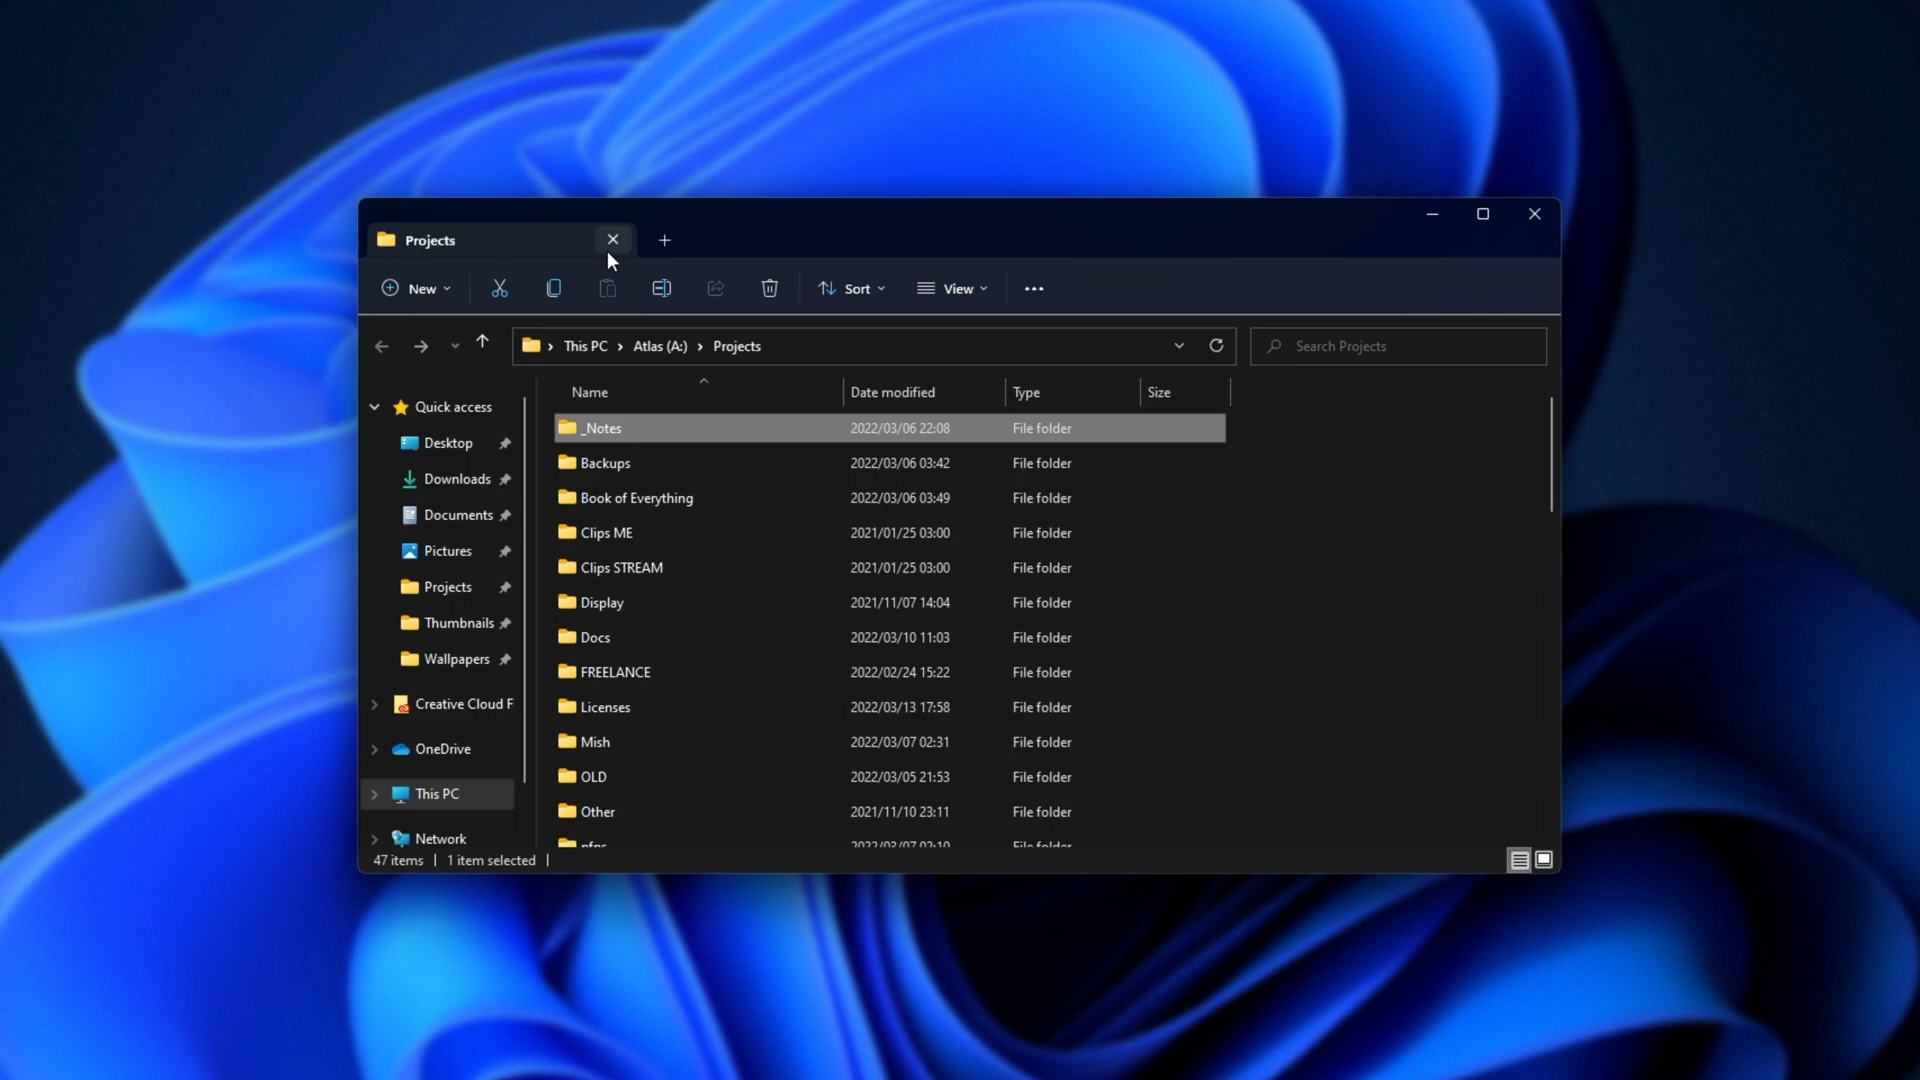 Projects
New
Sort
View
This PC
Atlas (A:)
Projects
Search Projects
Name
Date modified
Type
Size
Quick access
Desktop
Downloads
Documents
Pictures
Projects
Thumbnails
Wallpapers
Creative Cloud F
OneDrive
This PC
Network
_Notes 2022/03/06 22:08 File folder
Backups 2022/03/06 03:42 File folder
Book of Everything 2022/03/06 03:49 File folder
Clips ME 2021/01/25 03:00 File folder
Clips STREAM 2021/01/25 03:00 File folder
Display 2021/11/07 14:04 File folder
Docs 2022/03/10 11:03 File folder
FREELANCE 2022/02/24 15:22 File folder
Licenses 2022/03/13 17:58 File folder
Mish 2022/03/07 02:31 File folder
OLD 2022/03/05 21:53 File folder
Other 2021/11/10 23:11 File folder
2022/03/07 02:10 File folder
47 items | 1 item selected |